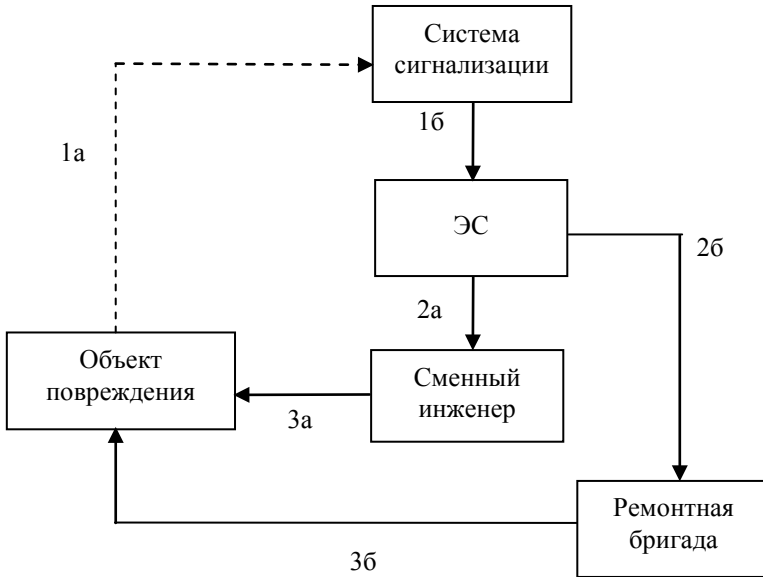 Система
сигнализации
1б
1а
ЭС
2б
2а
Объект
повреждения
Сменный
инженер
3а
Ремонтная
бригада
3б